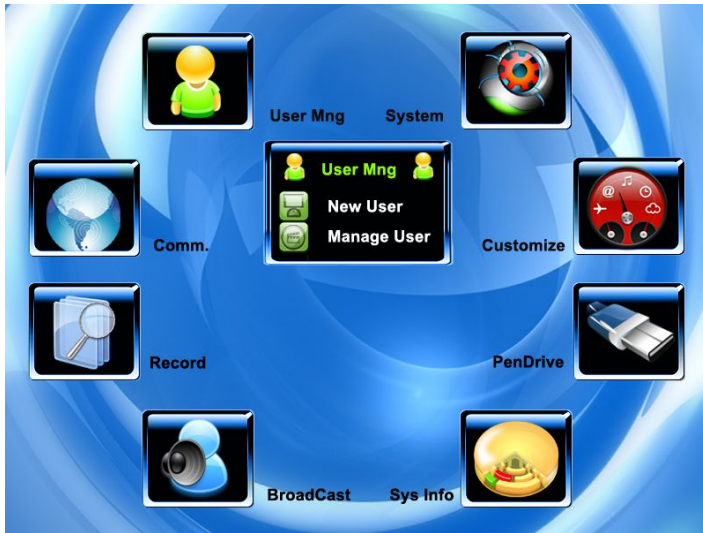 User Mng
System
User Mng
New User
Manage User
Comm.
Customize
Record
PenDrive
BroadCast
Sys Info
@